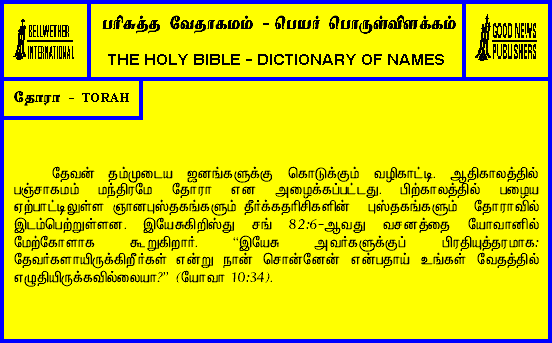 BELLWETHER
INTERNATIONAL
பரிசுத்த வேதாகமம் - பெயர் பொருள்விளக்கம்
THE HOLY BIBLE - DICTIONARY OF NAMES
GOOD NEWS
PUBLISHERS
தோரா - TORAH
தேவன் தம்முடைய ஜனங்களுக்கு கொடுக்கும் வழிகாட்டி. ஆதிகாலத்தில்
பஞ்சாகமம் மந்திரமே தோரா என அழைக்கப்பட்டது. பிற்காலத்தில் பழைய
ஏற்பாட்டிலுள்ள ஞானபுஸ்தகங்களும் தீர்க்கதரிசிகளின் புஸ்தகங்களும் தோராவில்
இடம்பெற்றுள்ளன. இயேசுகிறிஸ்து சங் 82:6-ஆவது வசனத்தை யோவானில்
மேற்கோளாக கூறுகிறார். "இயேசு அவர்களுக்குப் பிரதியுத்தரமாக:
தேவர்களாயிருக்கிறீர்கள் என்று நான் சொன்னேன் என்பதாய் உங்கள் வேதத்தில்
எழுதியிருக்கவில்லையா?" (யோவா 10:34).